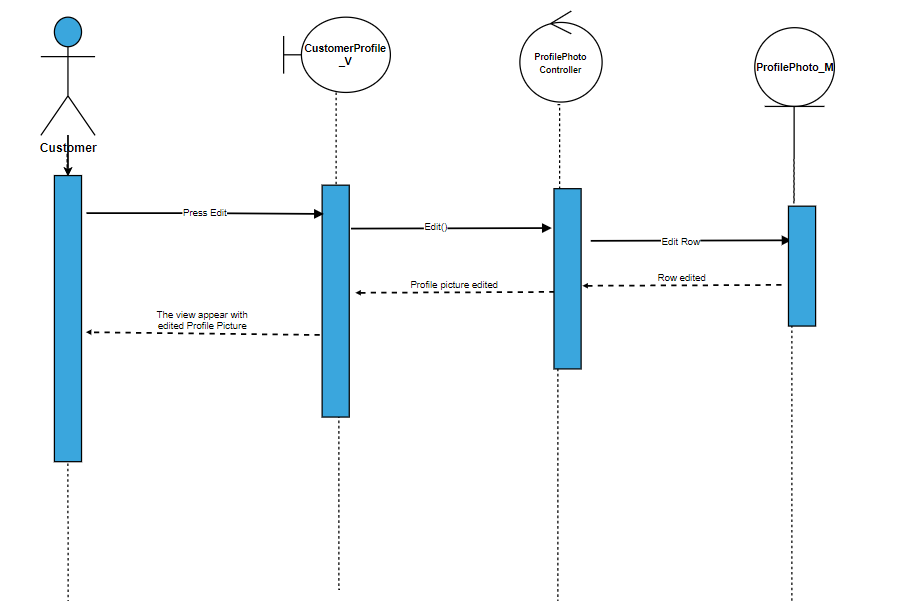 CustomerProfile
_V
ProfilePhoto
Controller
ProfilePhoto_M
Customer
Press Edit
Edit()
Edit Row
Row edited
Profile picture edited
The view appear with
edited Profile Picture